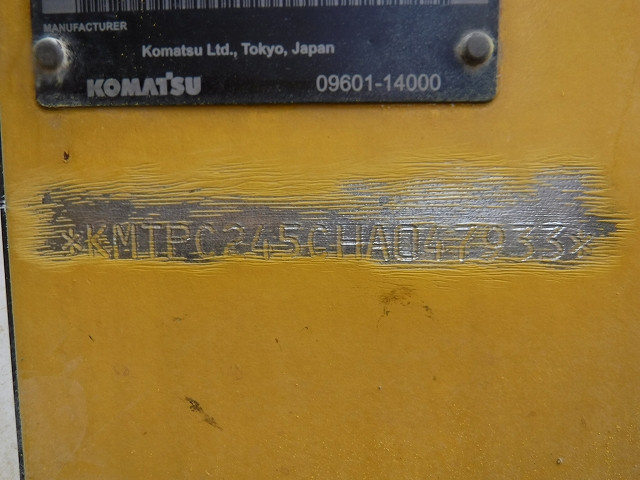 MANUFACTURER
Komatsu Ltd., Tokyo, Japan
KOMATSU 09601-14000
*KMTPC245CHA047933*